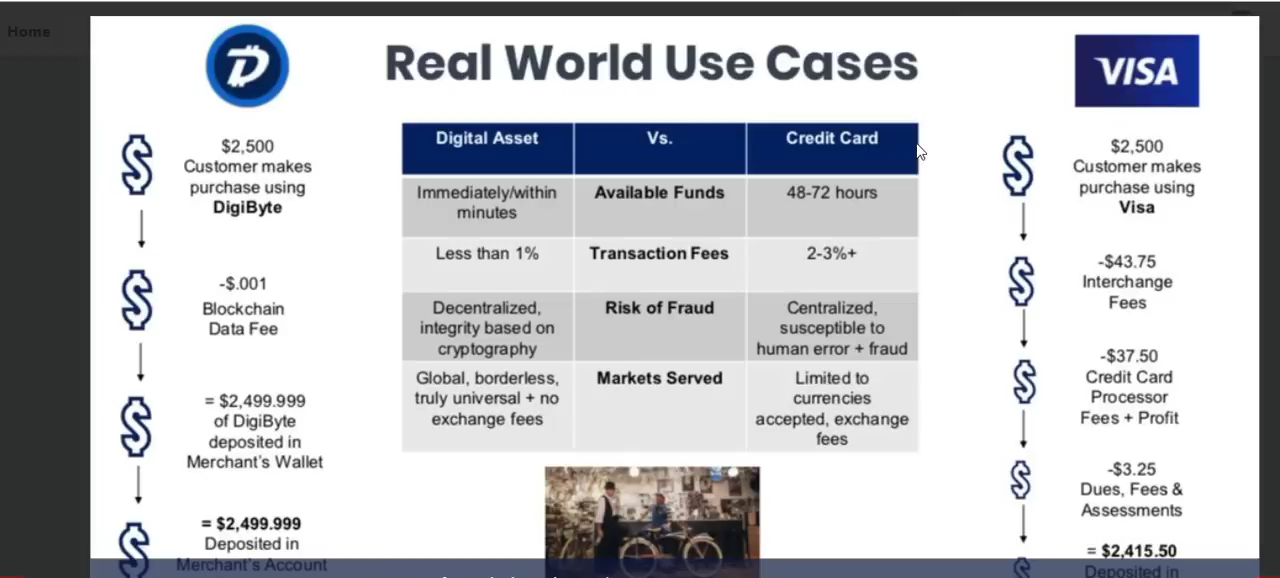 Home
Real World Use Cases
VISA
$2,500
Customer makes
purchase using
DigiByte
-$.001
Blockchain
Data Fee
= $2,499.999
of DigiByte
deposited in
Merchant's Wallet
= $2,499.999
Deposited in
Merchant's Account
Digital Asset Vs. Credit Card
Immediately/within
minutes
Available Funds
48-72 hours
Less than 1% Transaction Fees 2-3%+
Decentralized,
integrity based on
cryptography
Risk of Fraud
Centralized,
susceptible to
human error + fraud
Global, borderless,
truly universal + no
exchange fees
Markets Served
Limited to
currencies
accepted, exchange
fees
$2,500
Customer makes
purchase using
Visa
-$43.75
Interchange
Fees
-$37.50
Credit Card
Processor
Fees + Profit
-$3.25
Dues, Fees &
Assessments
= $2,415.50
Deposited in